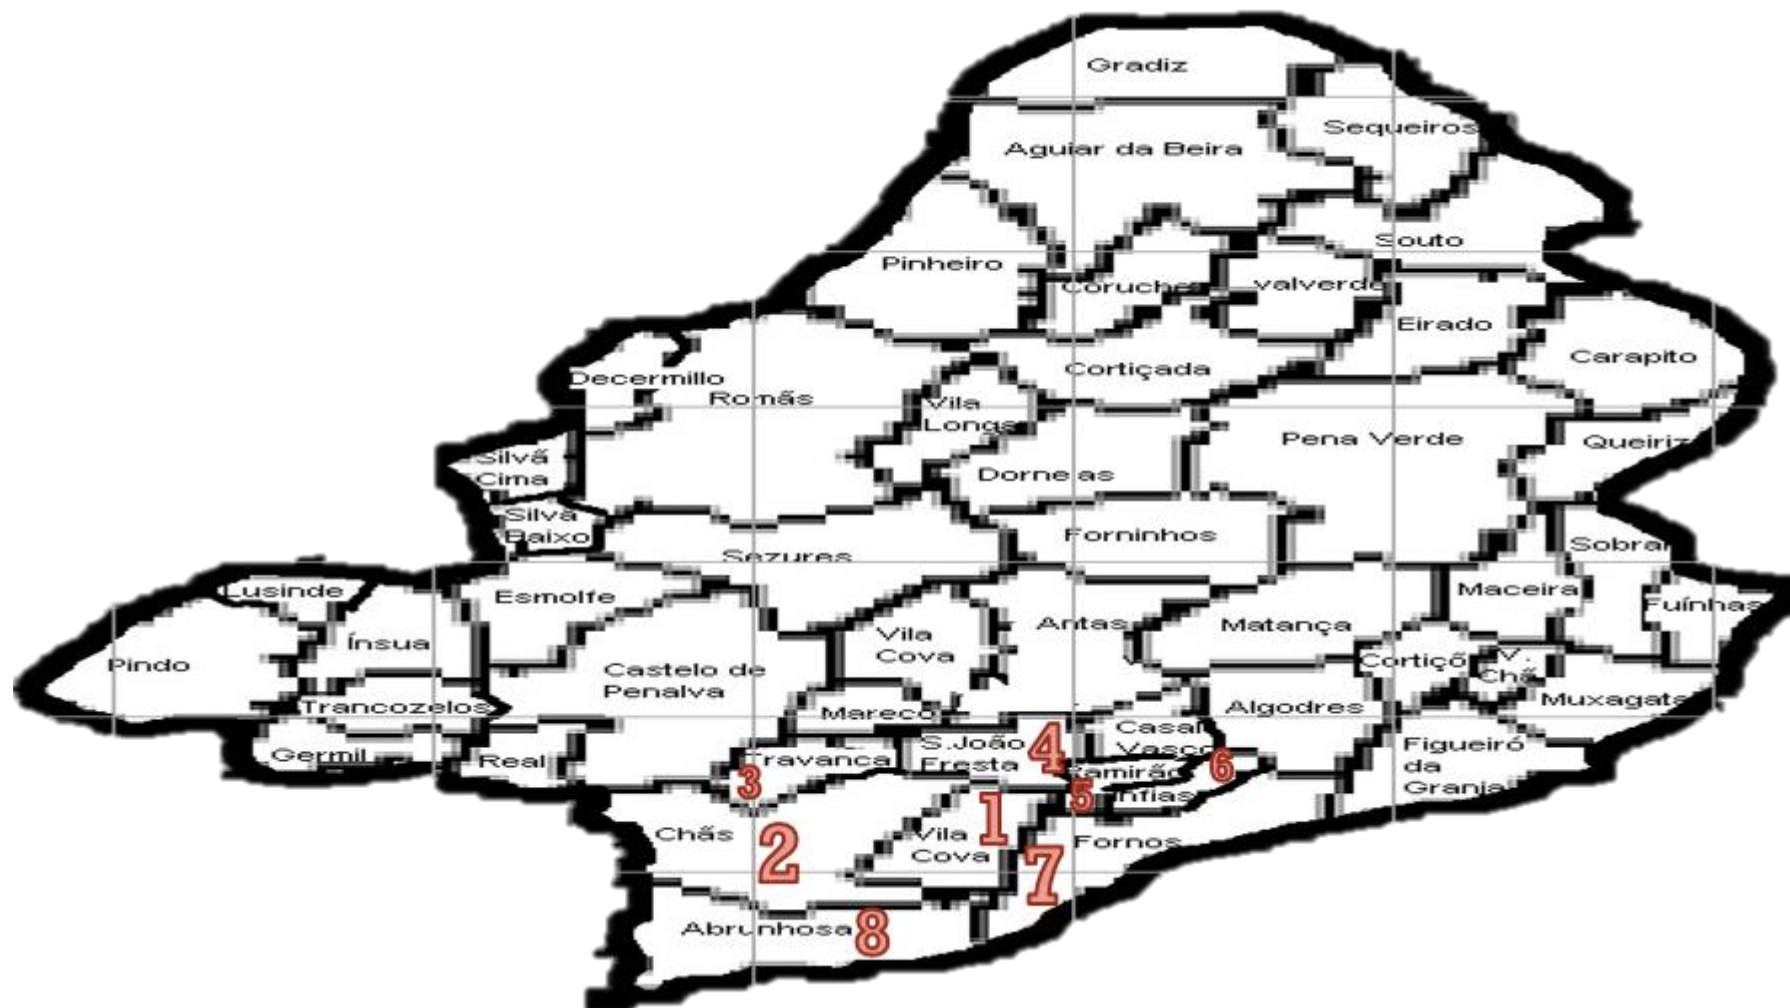 Gradiz
Sequeiros
Aguiar da Beira
Souto
Pinheiro
Coruche
valverde
Eirado
Carapito
Cortiçada
Decermillo
Romãs
Vila
Longa
Pena Verde
Queiriz
Silvã
Cima
Dornelas
Silvã
Baixo
Forninhos
Sobral
Sezures
Lusinde
Esmolfe
Maceira
Fuínhas
Ínsua
Vila
Cova
Antas
Matança
Pindo
Castelo de
Penalva
Cortiçô
V.
Chã
Muxagata
Trancozelos
Mareco
Algodres
Casal
Vasco
Germil
Real
Travanca
S.João
Fresta
4
Figueiró
da
Granja
Ramirão
6
3
5
Infias
1
Chãs
2
Vila
Cova
Fornos
7
Abrunhosa
8